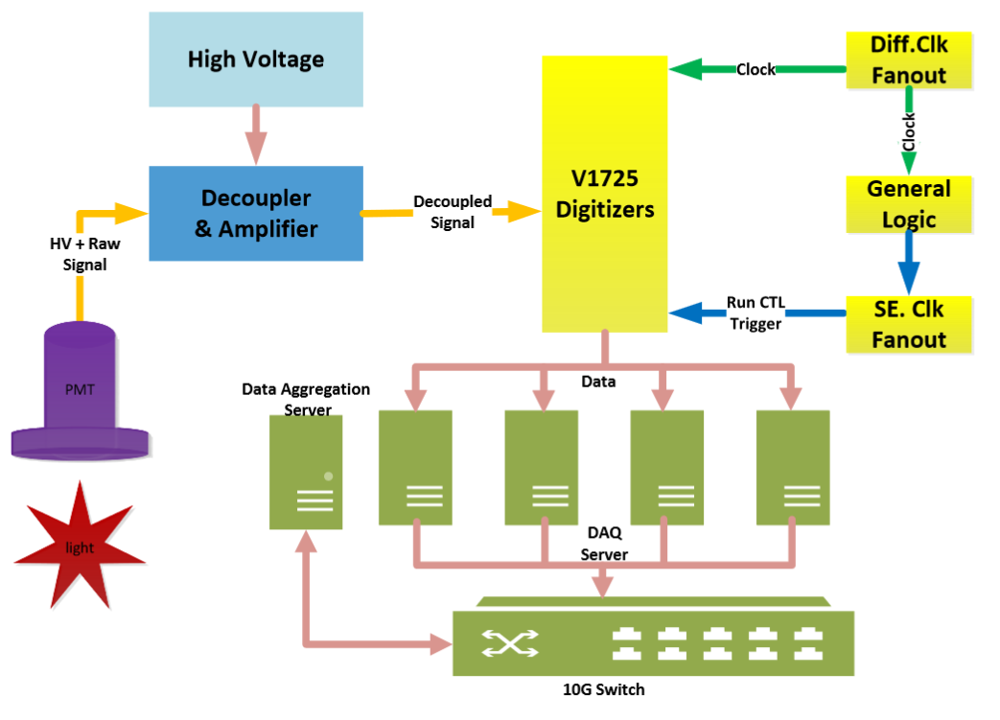 High Voltage
Diff.Clk
Fanout
Clock
Clock
V1725
Digitizers
Decoupler
& Amplifier
Decoupled
Signal
General
Logic
HV + Raw
Signal
Run CTL
Trigger
SE. Clk
Fanout
PMT
Data
Data Aggregation
Server
light
DAQ
Server
10G Switch